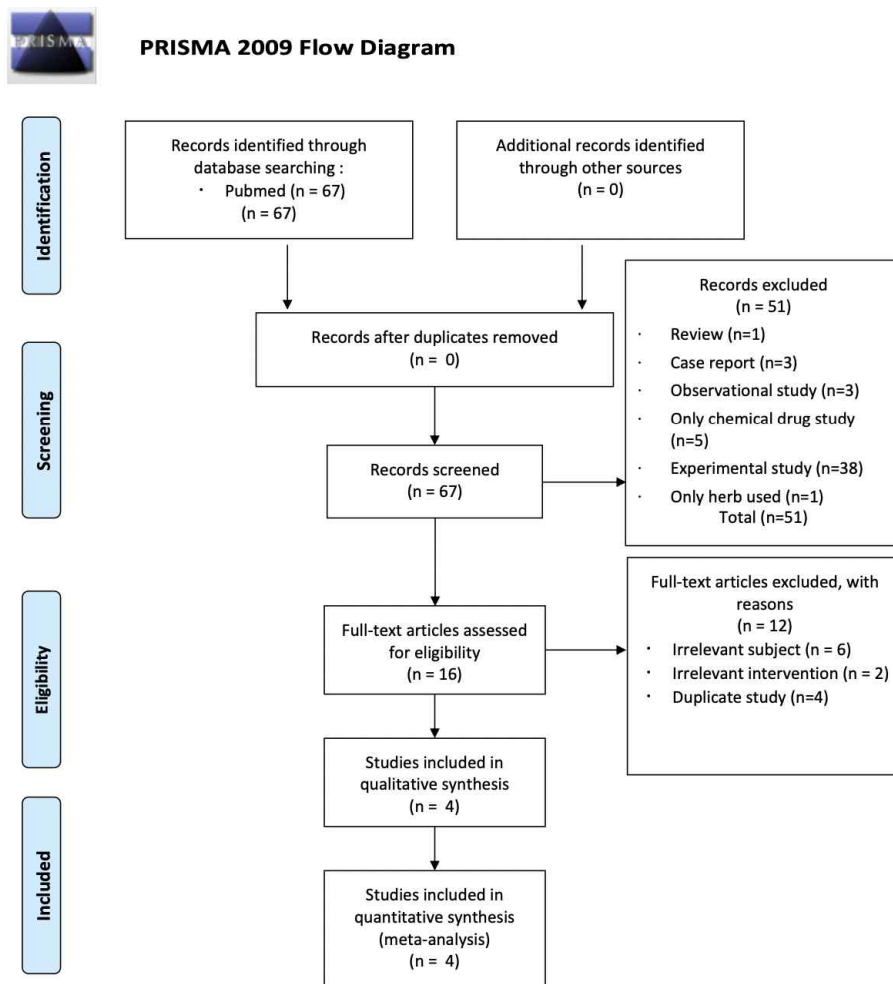 PRISMA
PRISMA 2009 Flow Diagram
Identification
Records identified through
database searching :
· Pubmed (n = 67)
(n = 67)
Additional records identified
through other sources
(n = 0)
Records after duplicates removed
(n = 0)
Screening
Records screened
(n = 67)
Records excluded
(n = 51)
· Review (n=1)
· Case report (n=3)
· Observational study (n=3)
· Only chemical drug study
(n=5)
· Experimental study (n=38)
· Only herb used (n=1)
Total (n=51)
Eligibility
Full-text articles assessed
for eligibility
(n = 16)
Full-text articles excluded, with
reasons
(n = 12)
· Irrelevant subject (n = 6)
· Irrelevant intervention (n = 2)
· Duplicate study (n=4)
Studies included in
qualitative synthesis
(n = 4)
Included
Studies included in
quantitative synthesis
(meta-analysis)
(n = 4)